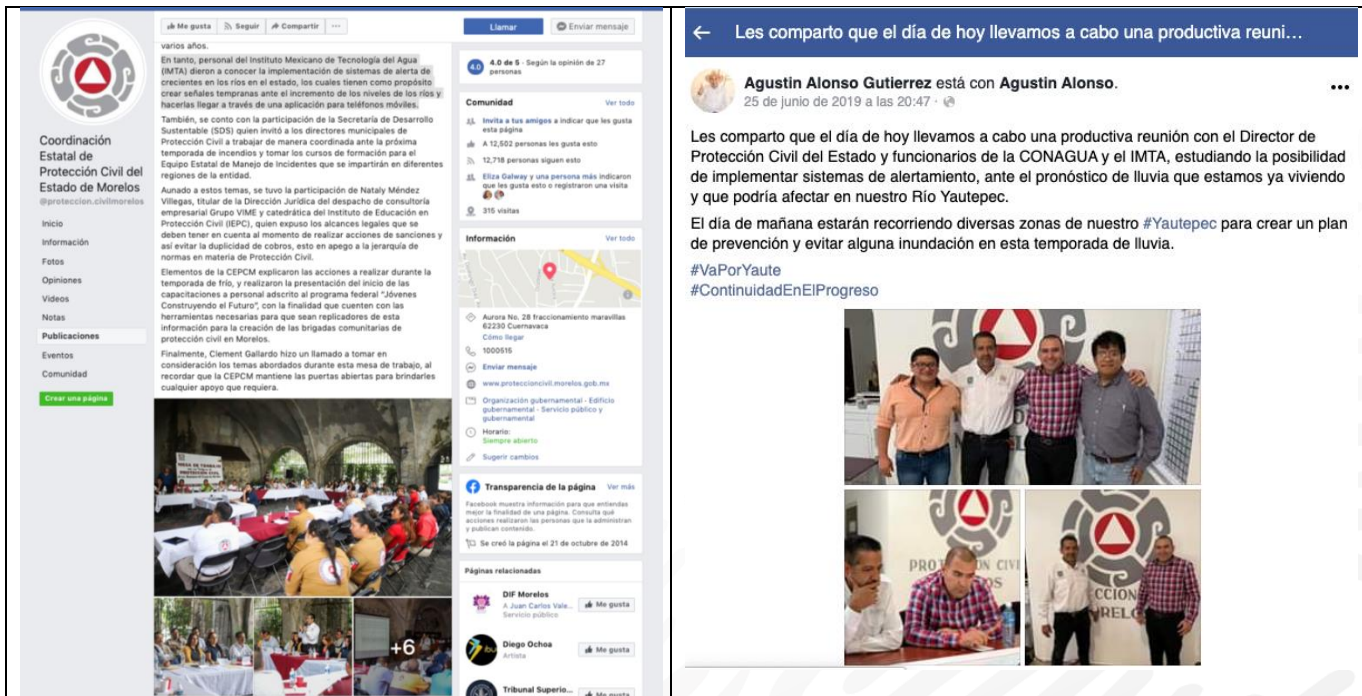 Me gusta Seguir Compartir ...
Llamar Enviar mensaje
Coordinación
Estatal de
Protección Civil del
Estado de Morelos
@proteccion.civilmorelos
Inicio
Información
Fotos
Opiniones
Videos
Notas
Publicaciones
Eventos
Comunidad
Crear una página
varios años.
En tanto, personal del Instituto Mexicano de Tecnología del Agua
(IMTA) dieron a conocer la implementación de sistemas de alerta de
crecientes en los ríos en el estado, los cuales tienen como propósito
crear señales tempranas ante el incremento de los niveles de los ríos y
hacerlas llegar a través de una aplicación para teléfonos móviles.
También, se conto con la participación de la Secretaría de Desarrollo
Sustentable (SDS) quien invitó a los directores municipales de
Protección Civil a trabajar de manera coordinada ante la próxima
temporada de incendios y tomar los cursos de formación para el
Equipo Estatal de Manejo de Incidentes que se impartirán en diferentes
regiones de la entidad.
Aunado a estos temas, se tuvo la participación de Nataly Méndez
Villegas, titular de la Dirección Jurídica del despacho de consultoría
empresarial Grupo VIME y catedrática del Instituto de Educación en
Protección Civil (IEPC), quien expuso los alcances legales que se
deben tener en cuenta al momento de realizar acciones de sanciones y
así evitar la duplicidad de cobros, esto en apego a la jerarquía de
normas en materia de Protección Civil.
Elementos de la CEPCM explicaron las acciones a realizar durante la
temporada de frío, y realizaron la presentación del inicio de las
capacitaciones a personal adscrito al programa federal "Jóvenes
Construyendo el Futuro", con la finalidad que cuenten con las
herramientas necesarias para que sean replicadores de esta
información para la creación de las brigadas comunitarias de
protección civil en Morelos.
Finalmente, Clement Gallardo hizo un llamado a tomar en
consideración los temas abordados durante esta mesa de trabajo, al
recordar que la CEPCM mantiene las puertas abiertas para brindarles
cualquier apoyo que requiera.
MESA DE TRABAJO
PROTECCIÓN CIVIL
+6
4.0 4.0 de 5 · Según la opinión de 27
personas
Comunidad Ver todo
Invita a tus amigos a indicar que les gusta
esta página
A 12,502 personas les gusta esto
12,718 personas siguen esto
Eliza Galway y una persona más indicaron
que les gusta esto o registraron una visita
315 visitas
Información Ver todo
Aurora No. 28 fraccionamiento maravillas
62230 Cuernavaca
Cómo llegar
1000515
Enviar mensaje
www.proteccioncivil.morelos.gob.mx
Organización gubernamental · Edificio
gubernamental · Servicio público y
gubernamental
Horario:
Siempre abierto
Sugerir cambios
Transparencia de la página Ver más
Facebook muestra información para que entiendas
mejor la finalidad de una página. Consulta qué
acciones realizaron las personas que la administran
y publican contenido.
Se creó la página el 21 de octubre de 2014
Páginas relacionadas
DIF Morelos
A Juan Carlos Vale...
Servicio público
Me gusta
Diego Ochoa
Artista
Me gusta
Tribunal Superio...
Me gusta
Les comparto que el día de hoy llevamos a cabo una productiva reuni...
Agustin Alonso Gutierrez está con Agustin Alonso.
25 de junio de 2019 a las 20:47 ·
Les comparto que el día de hoy llevamos a cabo una productiva reunión con el Director de
Protección Civil del Estado y funcionarios de la CONAGUA y el IMTA, estudiando la posibilidad
de implementar sistemas de alertamiento, ante el pronóstico de lluvia que estamos ya viviendo
y que podría afectar en nuestro Río Yautepec.
El día de mañana estarán recorriendo diversas zonas de nuestro #Yautepec para crear un plan
de prevención y evitar alguna inundación en esta temporada de lluvia.
#VaPorYaute
#ContinuidadEnElProgreso